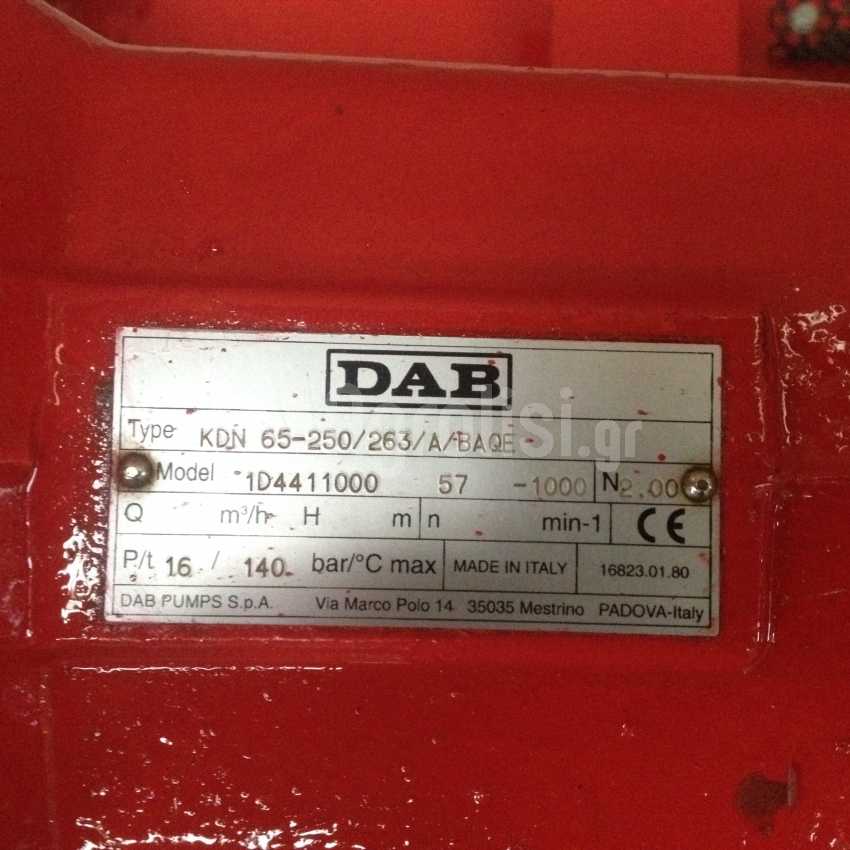 DAB
Type KDN 65-250/263/A/BAQE
Model 1D4411000 57 -1000 N 2.00
Q m³/h H m n min-1 CE
P/t 16 / 140 bar/°C max MADE IN ITALY 16823.01.80
DAB PUMPS S.p.A. Via Marco Polo 14 35035 Mestrino PADOVA-Italy